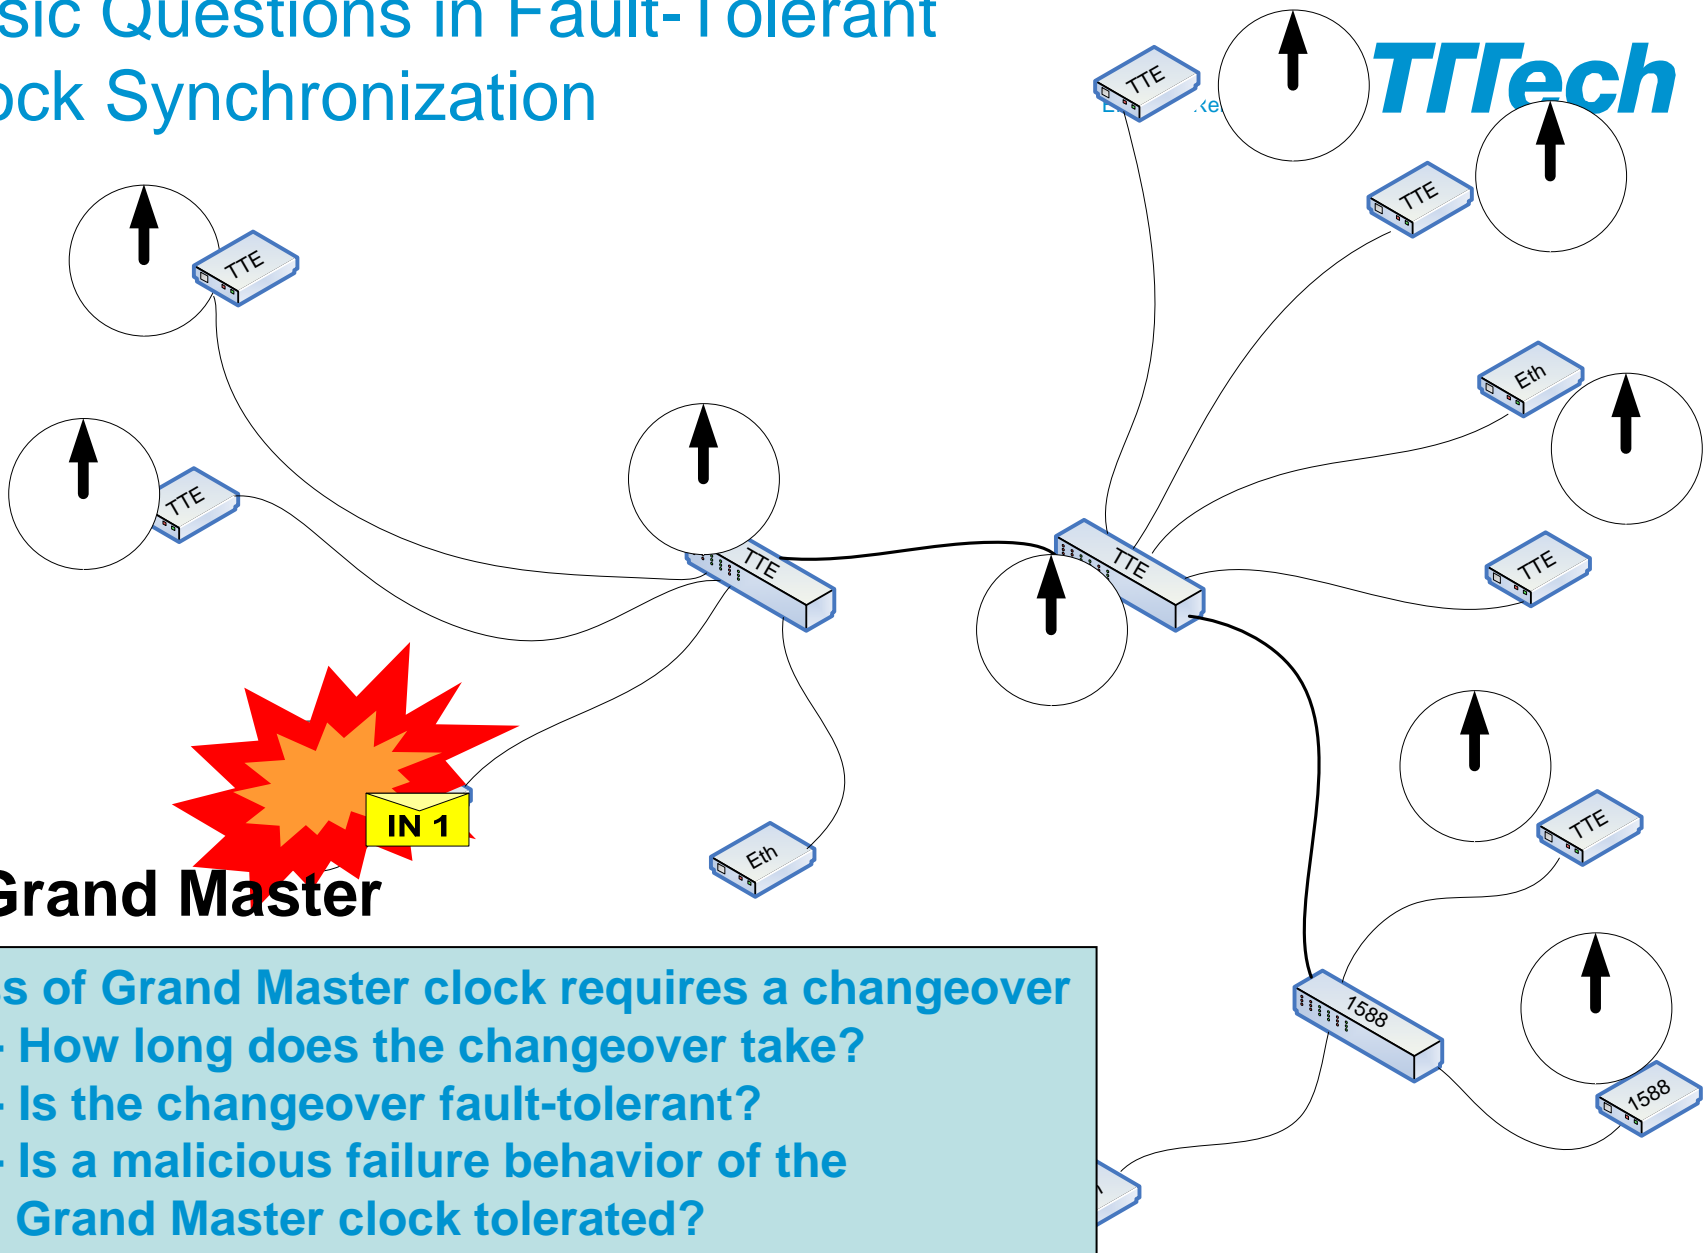 sic Questions in Fault-Tolerant
ock Synchronization
TTTech
TTE
TTE
TTE
Eth
TTE
TTE
TTE
TTE
TTE
IN 1
Eth
TTE
Grand Master
1588
1588
s of Grand Master clock requires a changeover
- How long does the changeover take?
- Is the changeover fault-tolerant?
- Is a malicious failure behavior of the
Grand Master clock tolerated?